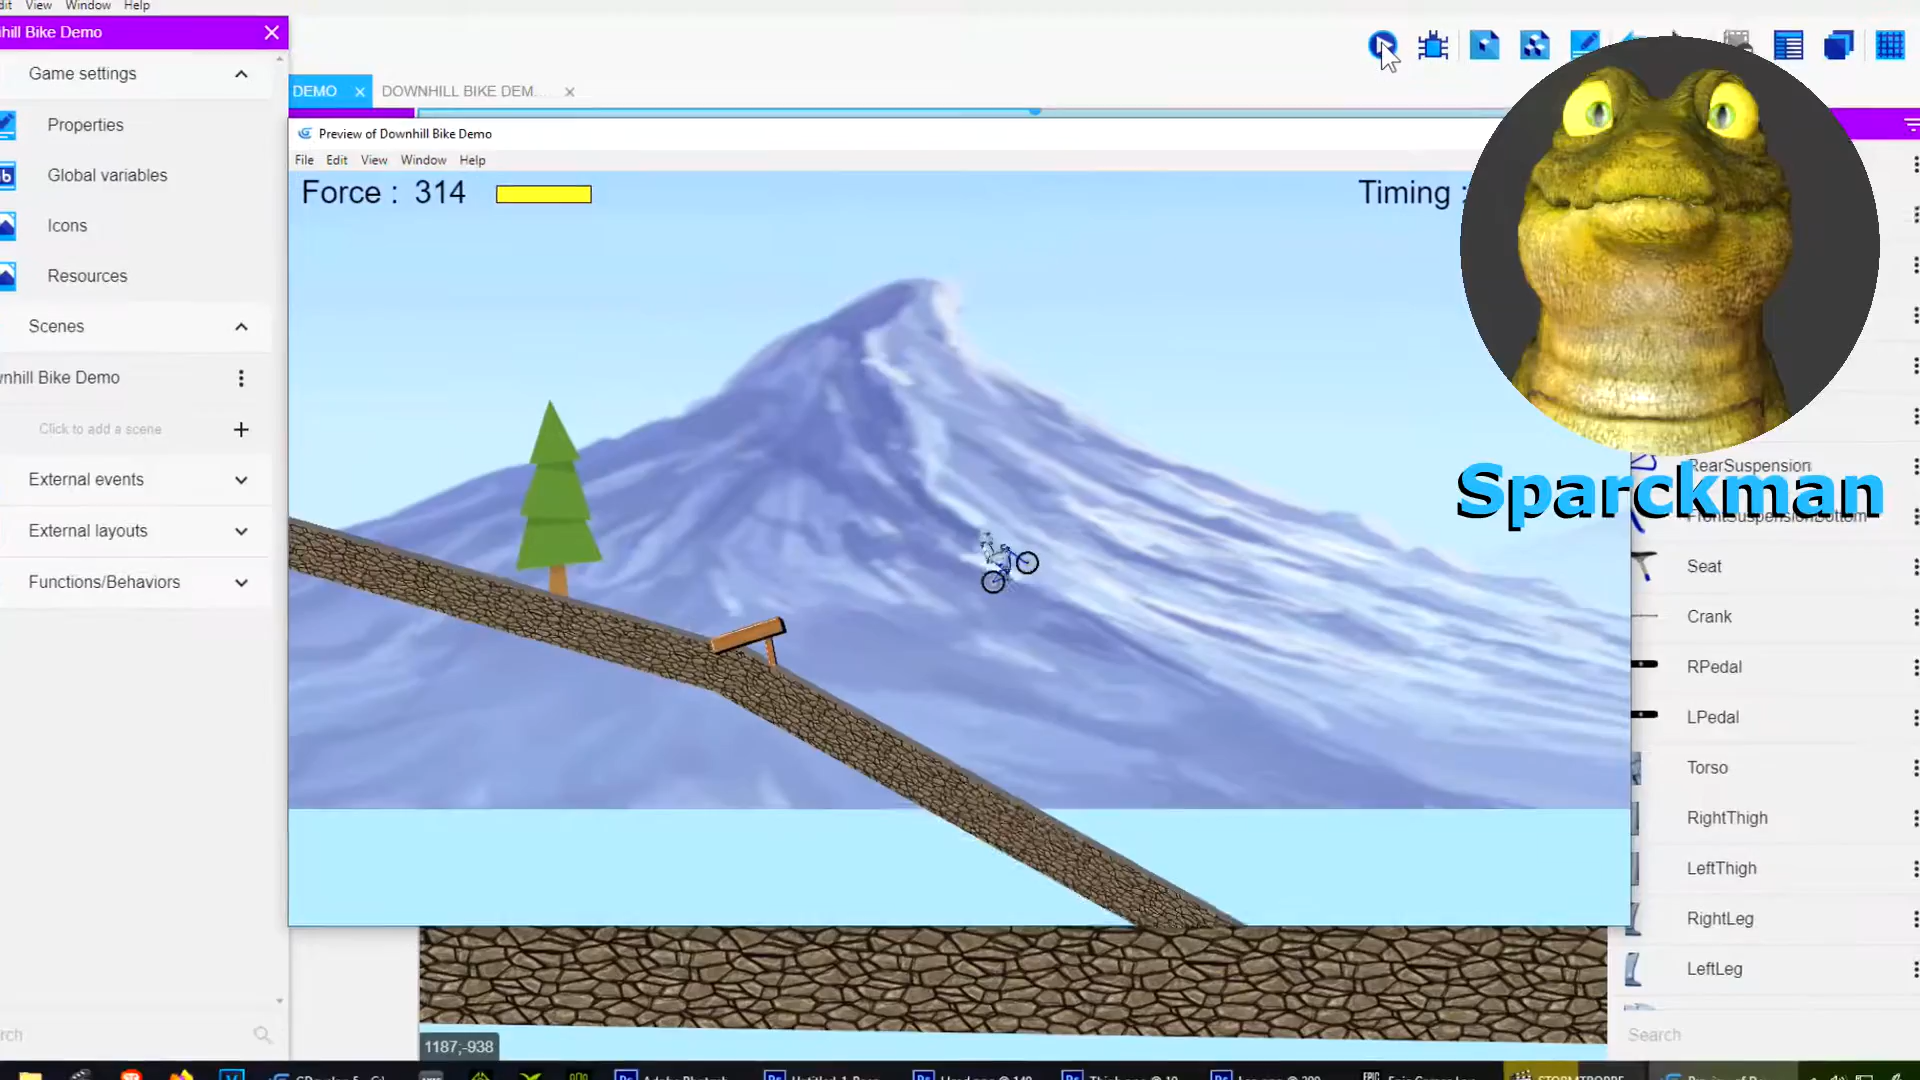 View Window Help
hill Bike Demo
Game settings
Properties
Global variables
Icons
Resources
Scenes
nhill Bike Demo
Click to add a scene
External events
External layouts
Functions/Behaviors
DEMO
DOWNHILL BIKE DEM...
Preview of Downhill Bike Demo
File Edit View Window Help
Force : 314
Timing :
Sparckman
RearSuspension
FrontSuspensionBottom
Seat
Crank
RPedal
LPedal
Torso
RightThigh
LeftThigh
RightLeg
LeftLeg
Search
1187;-938